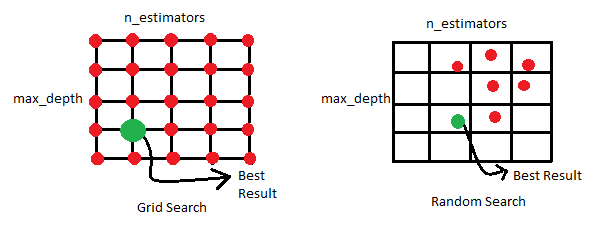 n_estimators
max_depth
Best
Result
Grid Search
n_estimators
max_depth
Best Result
Random Search